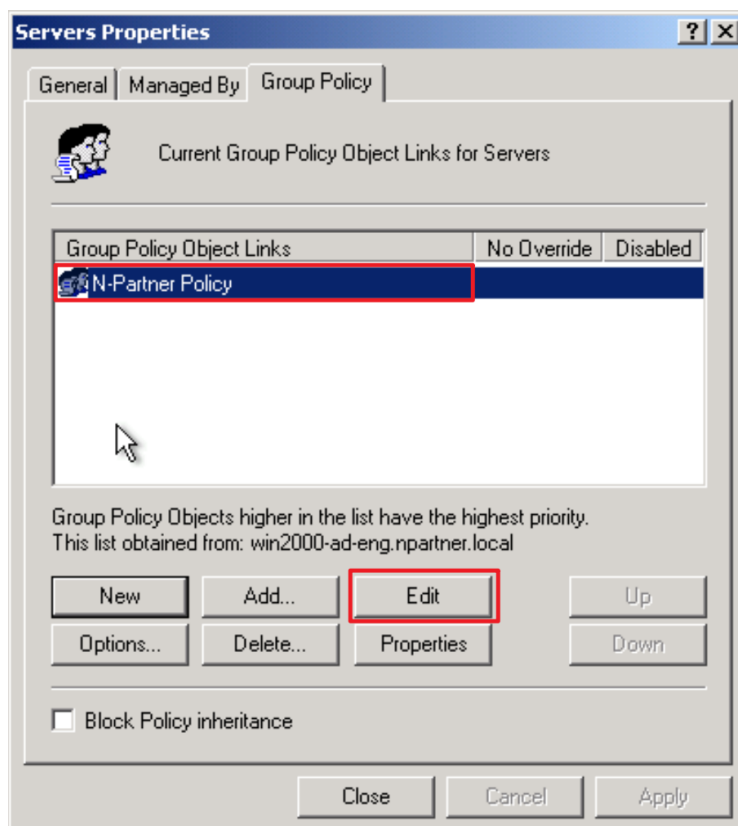 Servers Properties
General Managed By Group Policy
Current Group Policy Object Links for Servers
Group Policy Object Links No Override Disabled
N-Partner Policy
Group Policy Objects higher in the list have the highest priority.
This list obtained from: win2000-ad-eng.npartner.local
New Add... Edit Up
Options... Delete... Properties Down
Block Policy inheritance
Close Cancel Apply